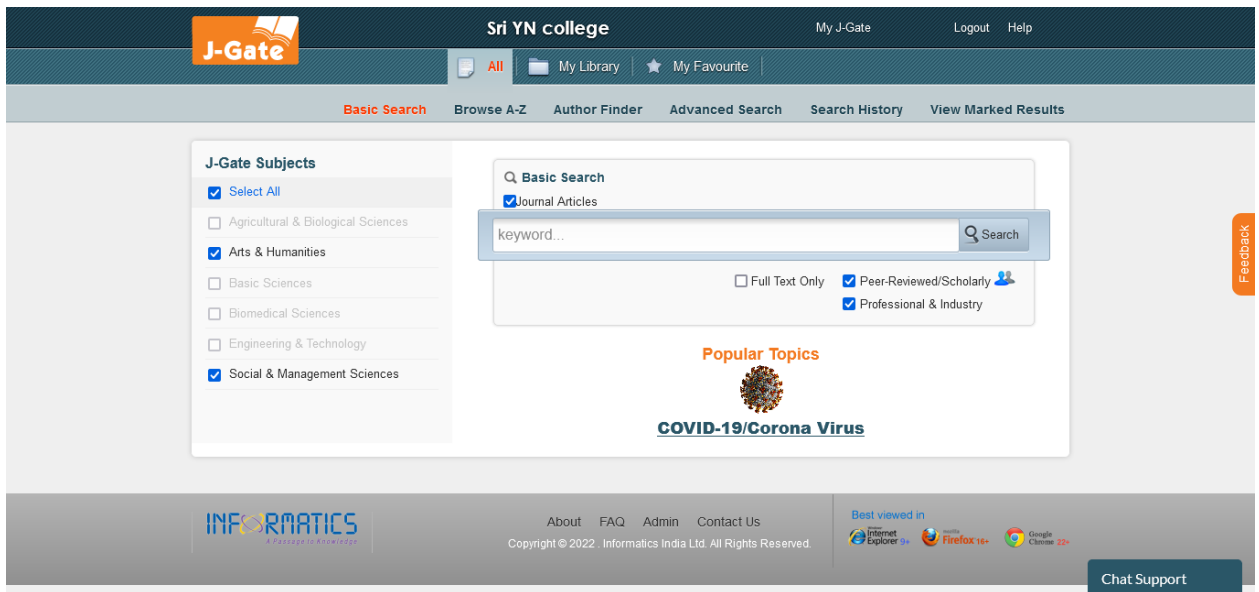 J-Gate
Sri YN college
My J-Gate
Logout
Help
All
My Library
My Favourite
Basic Search
Browse A-Z
Author Finder
Advanced Search
Search History
View Marked Results
J-Gate Subjects
Select All
Agricultural & Biological Sciences
Arts & Humanities
Basic Sciences
Biomedical Sciences
Engineering & Technology
Social & Management Sciences
Basic Search
Journal Articles
keyword...
Search
Full Text Only
Peer-Reviewed/Scholarly
Professional & Industry
Popular Topics
COVID-19/Corona Virus
Feedback
INFORMATICS
A Passage to Knowledge
About
FAQ
Admin
Contact Us
Copyright © 2022 . Informatics India Ltd. All Rights Reserved.
Best viewed in
Windows
Internet
Explorer 9+
mozilla
Firefox 16+
Google
Chrome 22+
Chat Support